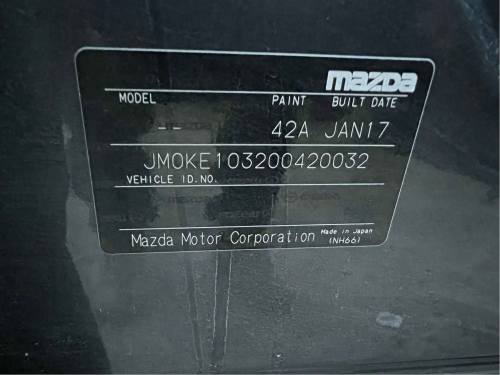 mazda
MODEL PAINT BUILT DATE
-- 42A JAN17
JM0KE103200420032
VEHICLE ID.NO.
Mazda Motor Corporation Made in Japan
(NH66)